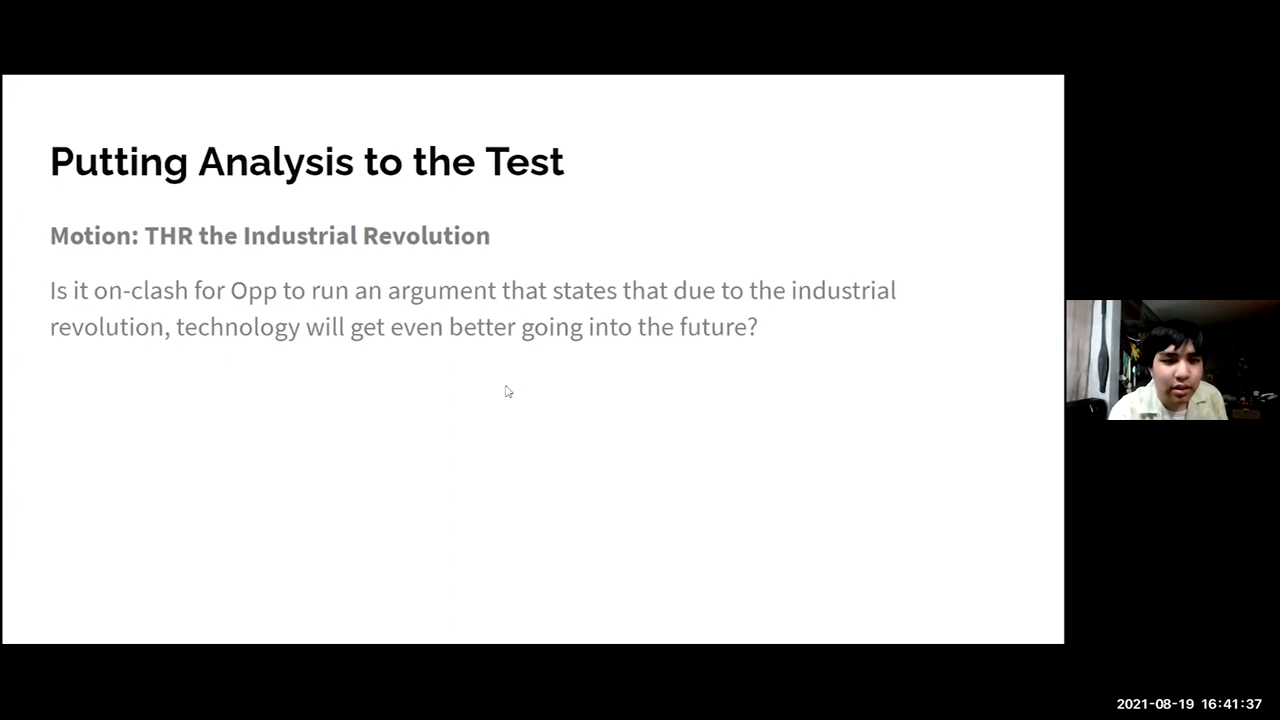 Putting Analysis to the Test
Motion: THR the Industrial Revolution
Is it on-clash for Opp to run an argument that states that due to the industrial
revolution, technology will get even better going into the future?
2021-08-19 16:41:37